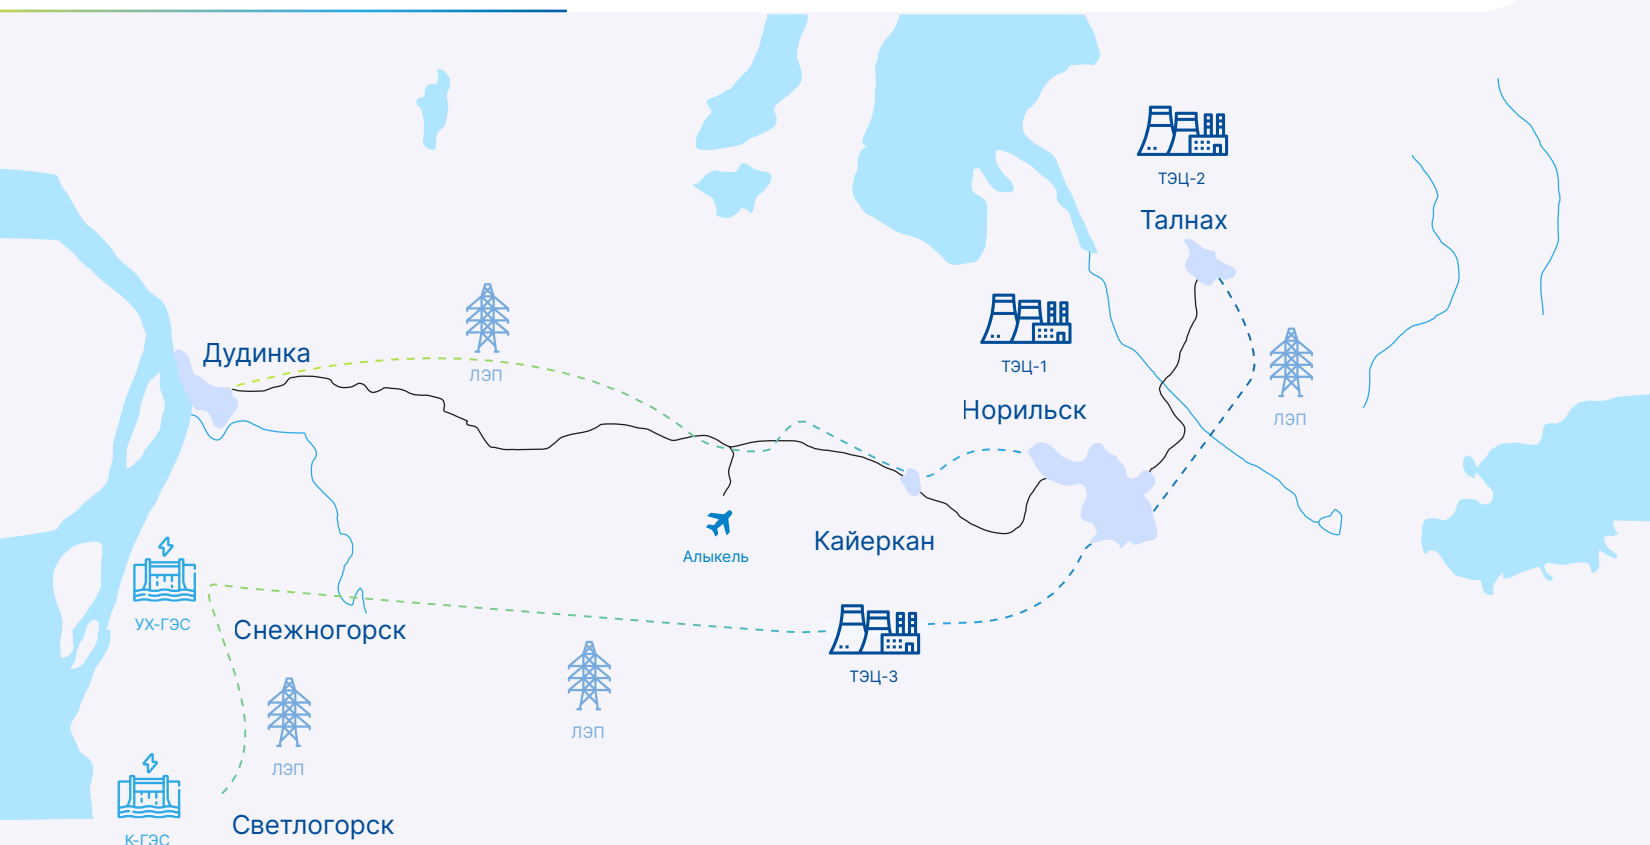 ТЭЦ-2
Талнах
ТЭЦ-1
Дудинка
ЛЭП
Норильск
ЛЭП
Кайеркан
Алыкель
УХ-ГЭС
Снежногорск
ТЭЦ-3
ЛЭП
ЛЭП
Светлогорск
К-ГЭС